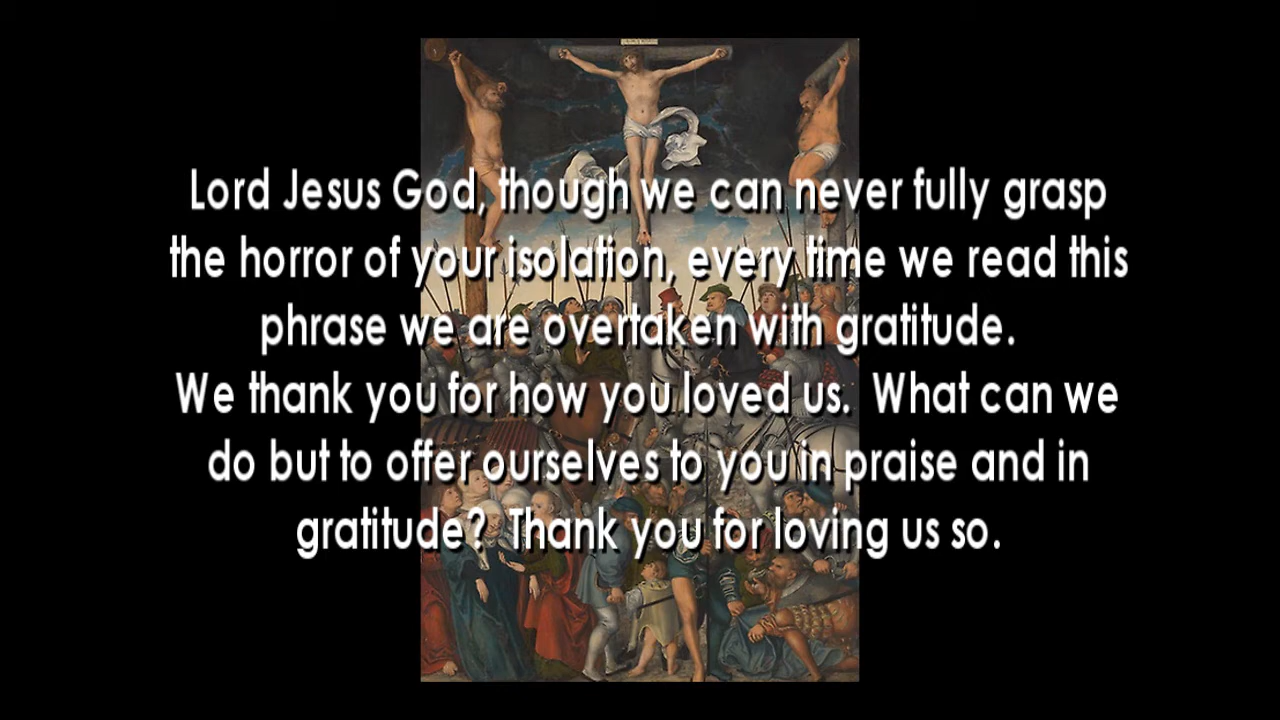 Lord Jesus God, though we can never fully grasp
the horror of your isolation, every time we read this
phrase we are overtaken with gratitude.
We thank you for how you loved us.  What can we
do but to offer ourselves to you in praise and in
gratitude?  Thank you for loving us so.